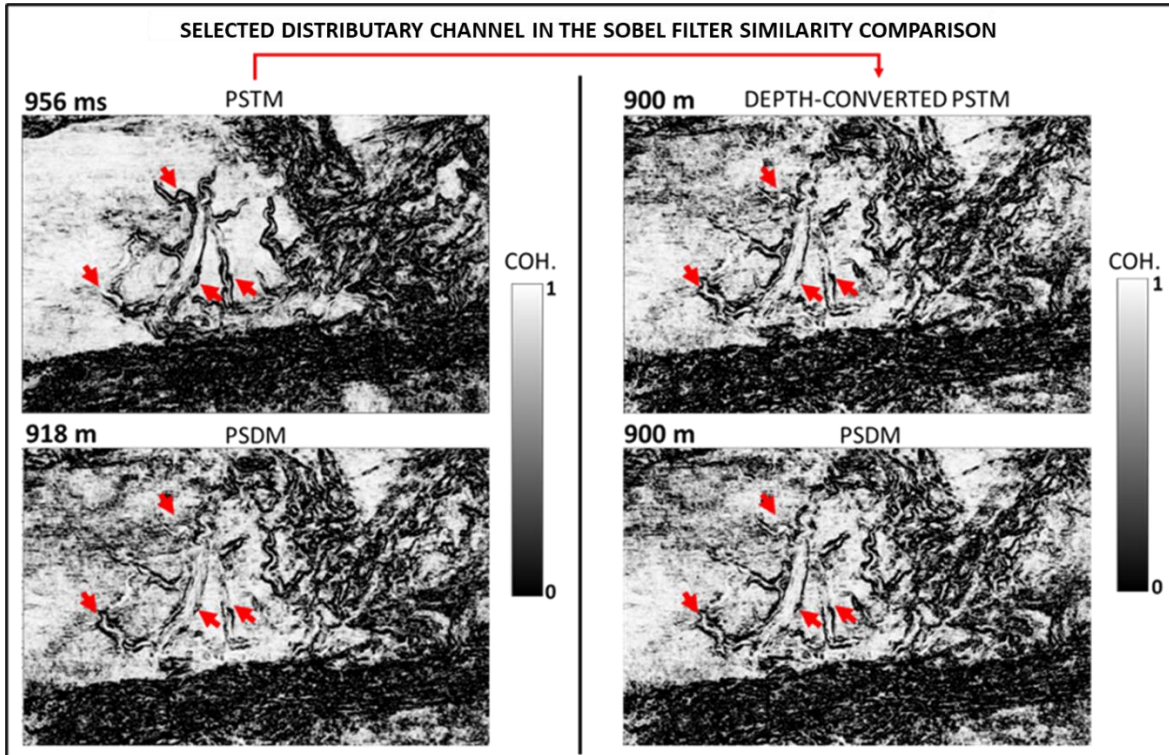 SELECTED DISTRIBUTARY CHANNEL IN THE SOBEL FILTER SIMILARITY COMPARISON
956 ms
PSTM
COH.
1
0
918 m
PSDM
900 m
DEPTH-CONVERTED PSTM
COH.
1
0
900 m
PSDM